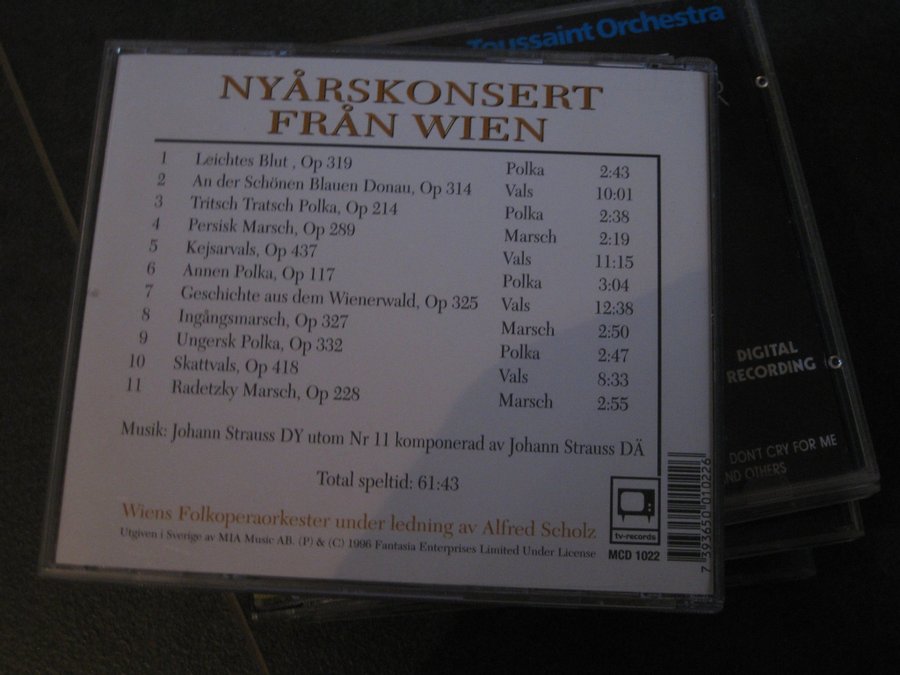 Toussaint Orchestra
NYÅRSKONSERT
FRÅN WIEN
1 Leichtes Blut , Op 319 Polka 2:43
2 An der Schönen Blauen Donau, Op 314 Vals 10:01
3 Tritsch Tratsch Polka, Op 214 Polka 2:38
4 Persisk Marsch, Op 289 Marsch 2:19
5 Kejsarvals, Op 437 Vals 11:15
6 Annen Polka, Op 117 Polka 3:04
7 Geschichte aus dem Wienerwald, Op 325 Vals 12:38
8 Ingångsmarsch, Op 327 Marsch 2:50
9 Ungersk Polka, Op 332 Polka 2:47
10 Skattvals, Op 418 Vals 8:33
11 Radetzky Marsch, Op 228 Marsch 2:55
Musik: Johann Strauss DY utom Nr 11 komponerad av Johann Strauss DÄ
Total speltid: 61:43
Wiens Folkoperaorkester under ledning av Alfred Scholz
Utgiven i Sverige av MIA Music AB. (P) & (C) 1996 Fantasia Enterprises Limited Under License
tv-records
MCD 1022
7 393650 010226
DIGITAL
RECORDING
DON'T CRY FOR ME
AND OTHERS